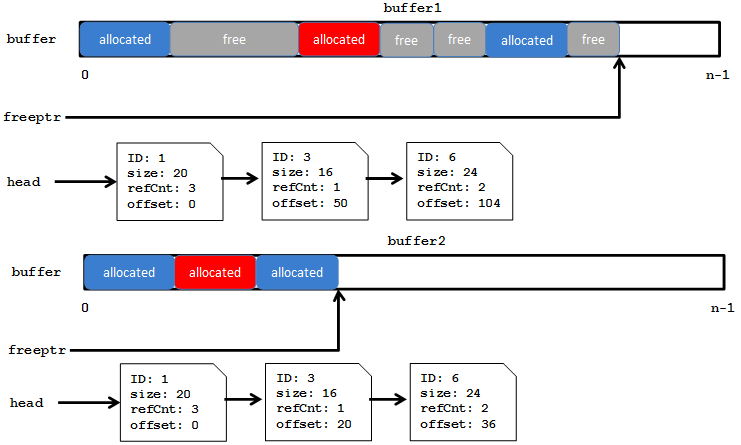 buffer1
buffer allocated free allocated free free allocated free
0 n-1
freeptr
head
ID: 1
size: 20
refCnt: 3
offset: 0
ID: 3
size: 16
refCnt: 1
offset: 50
ID: 6
size: 24
refCnt: 2
offset: 104
buffer2
buffer allocated allocated allocated
0 n-1
freeptr
head
ID: 1
size: 20
refCnt: 3
offset: 0
ID: 3
size: 16
refCnt: 1
offset: 20
ID: 6
size: 24
refCnt: 2
offset: 36